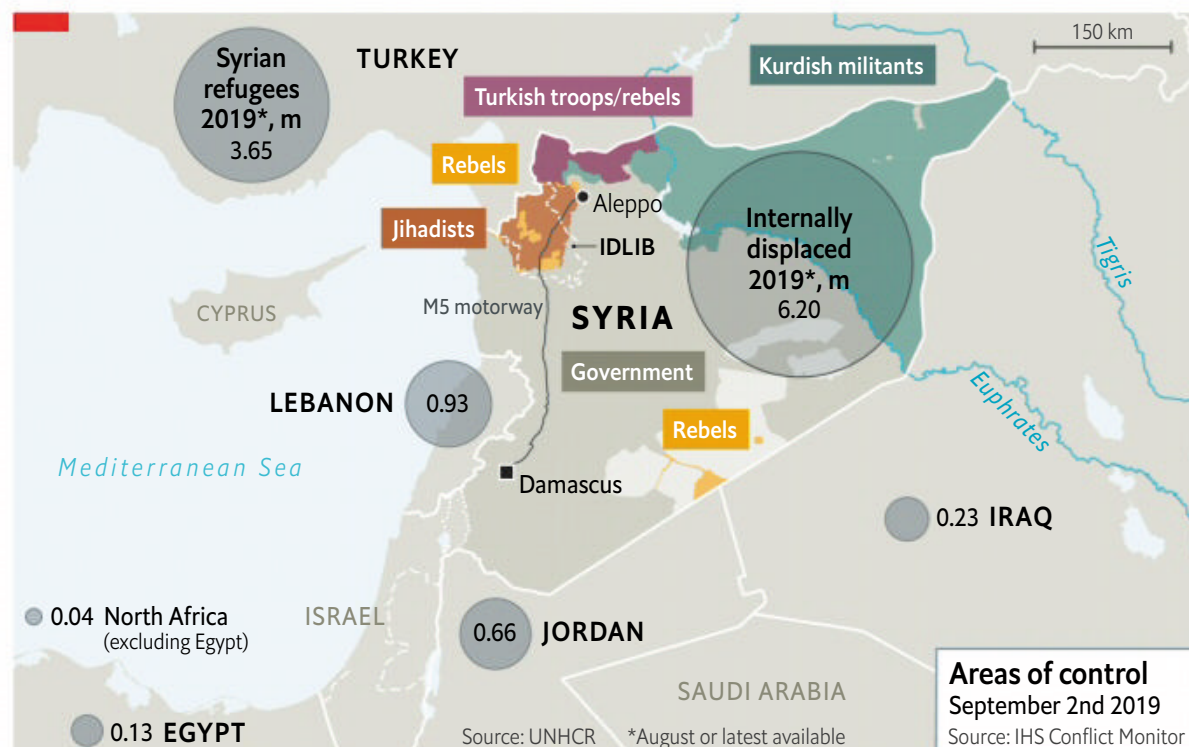 150 km
Syrian
refugees
2019*, m
3.65
TURKEY
Kurdish militants
Turkish troops/rebels
Rebels
Aleppo
Jihadists
IDLIB
Internally
displaced
2019*, m
6.20
Tigris
CYPRUS
M5 motorway
SYRIA
Government
LEBANON
0.93
Euphrates
Rebels
Mediterranean Sea
Damascus
0.23 IRAQ
0.04 North Africa
(excluding Egypt)
ISRAEL
0.66 JORDAN
SAUDI ARABIA
0.13 EGYPT
Source: UNHCR *August or latest available
Areas of control
September 2nd 2019
Source: IHS Conflict Monitor